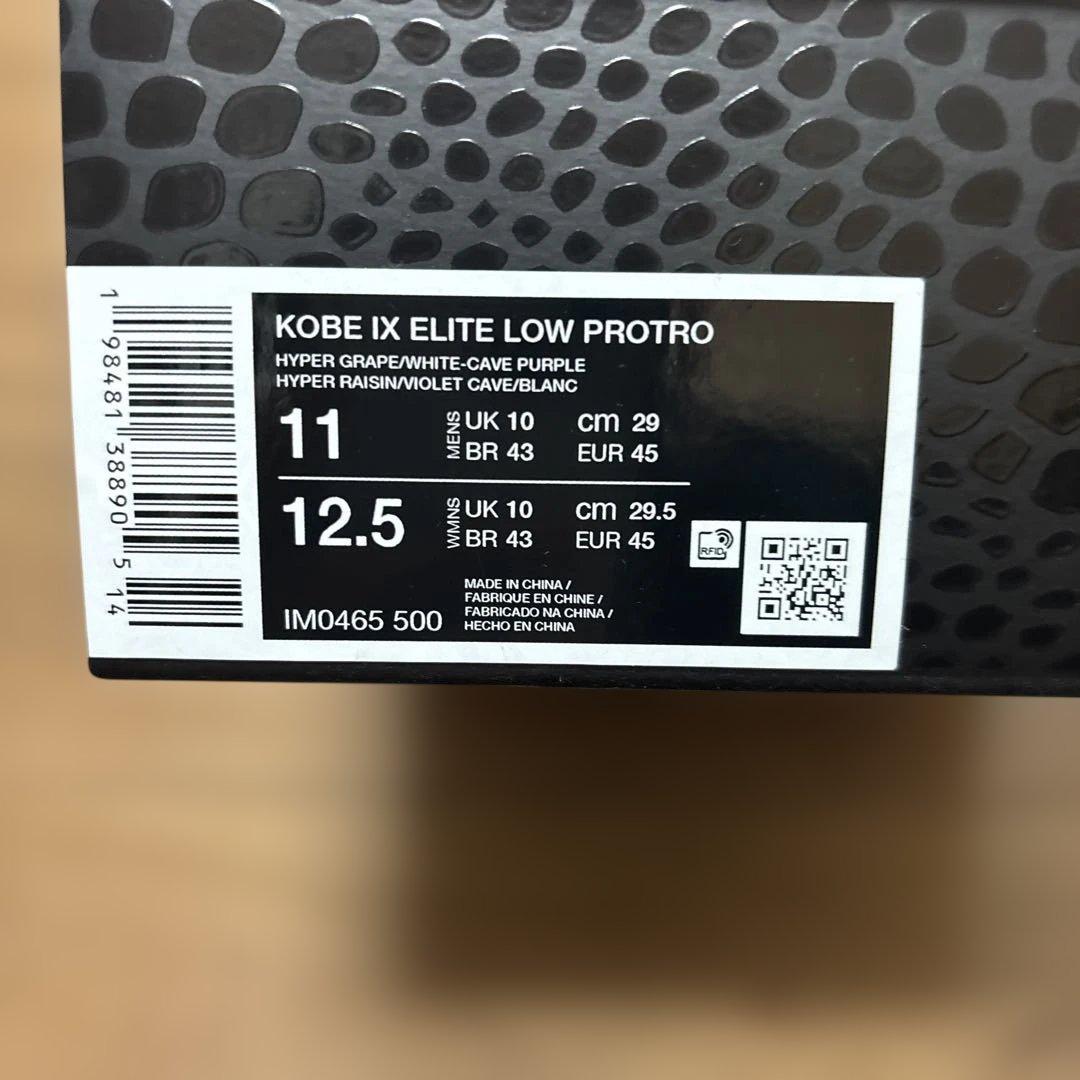 KOBE IX ELITE LOW PROTRO
HYPER GRAPE/WHITE-CAVE PURPLE
HYPER RAISIN/VIOLET CAVE/BLANC
11 MENS UK 10 cm 29
BR 43 EUR 45
12.5 WMNS UK 10 cm 29.5
BR 43 EUR 45
MADE IN CHINA /
FABRIQUE EN CHINE /
FABRICADO NA CHINA /
HECHO EN CHINA
IM0465 500
RFID
1 98481 38890 5 14